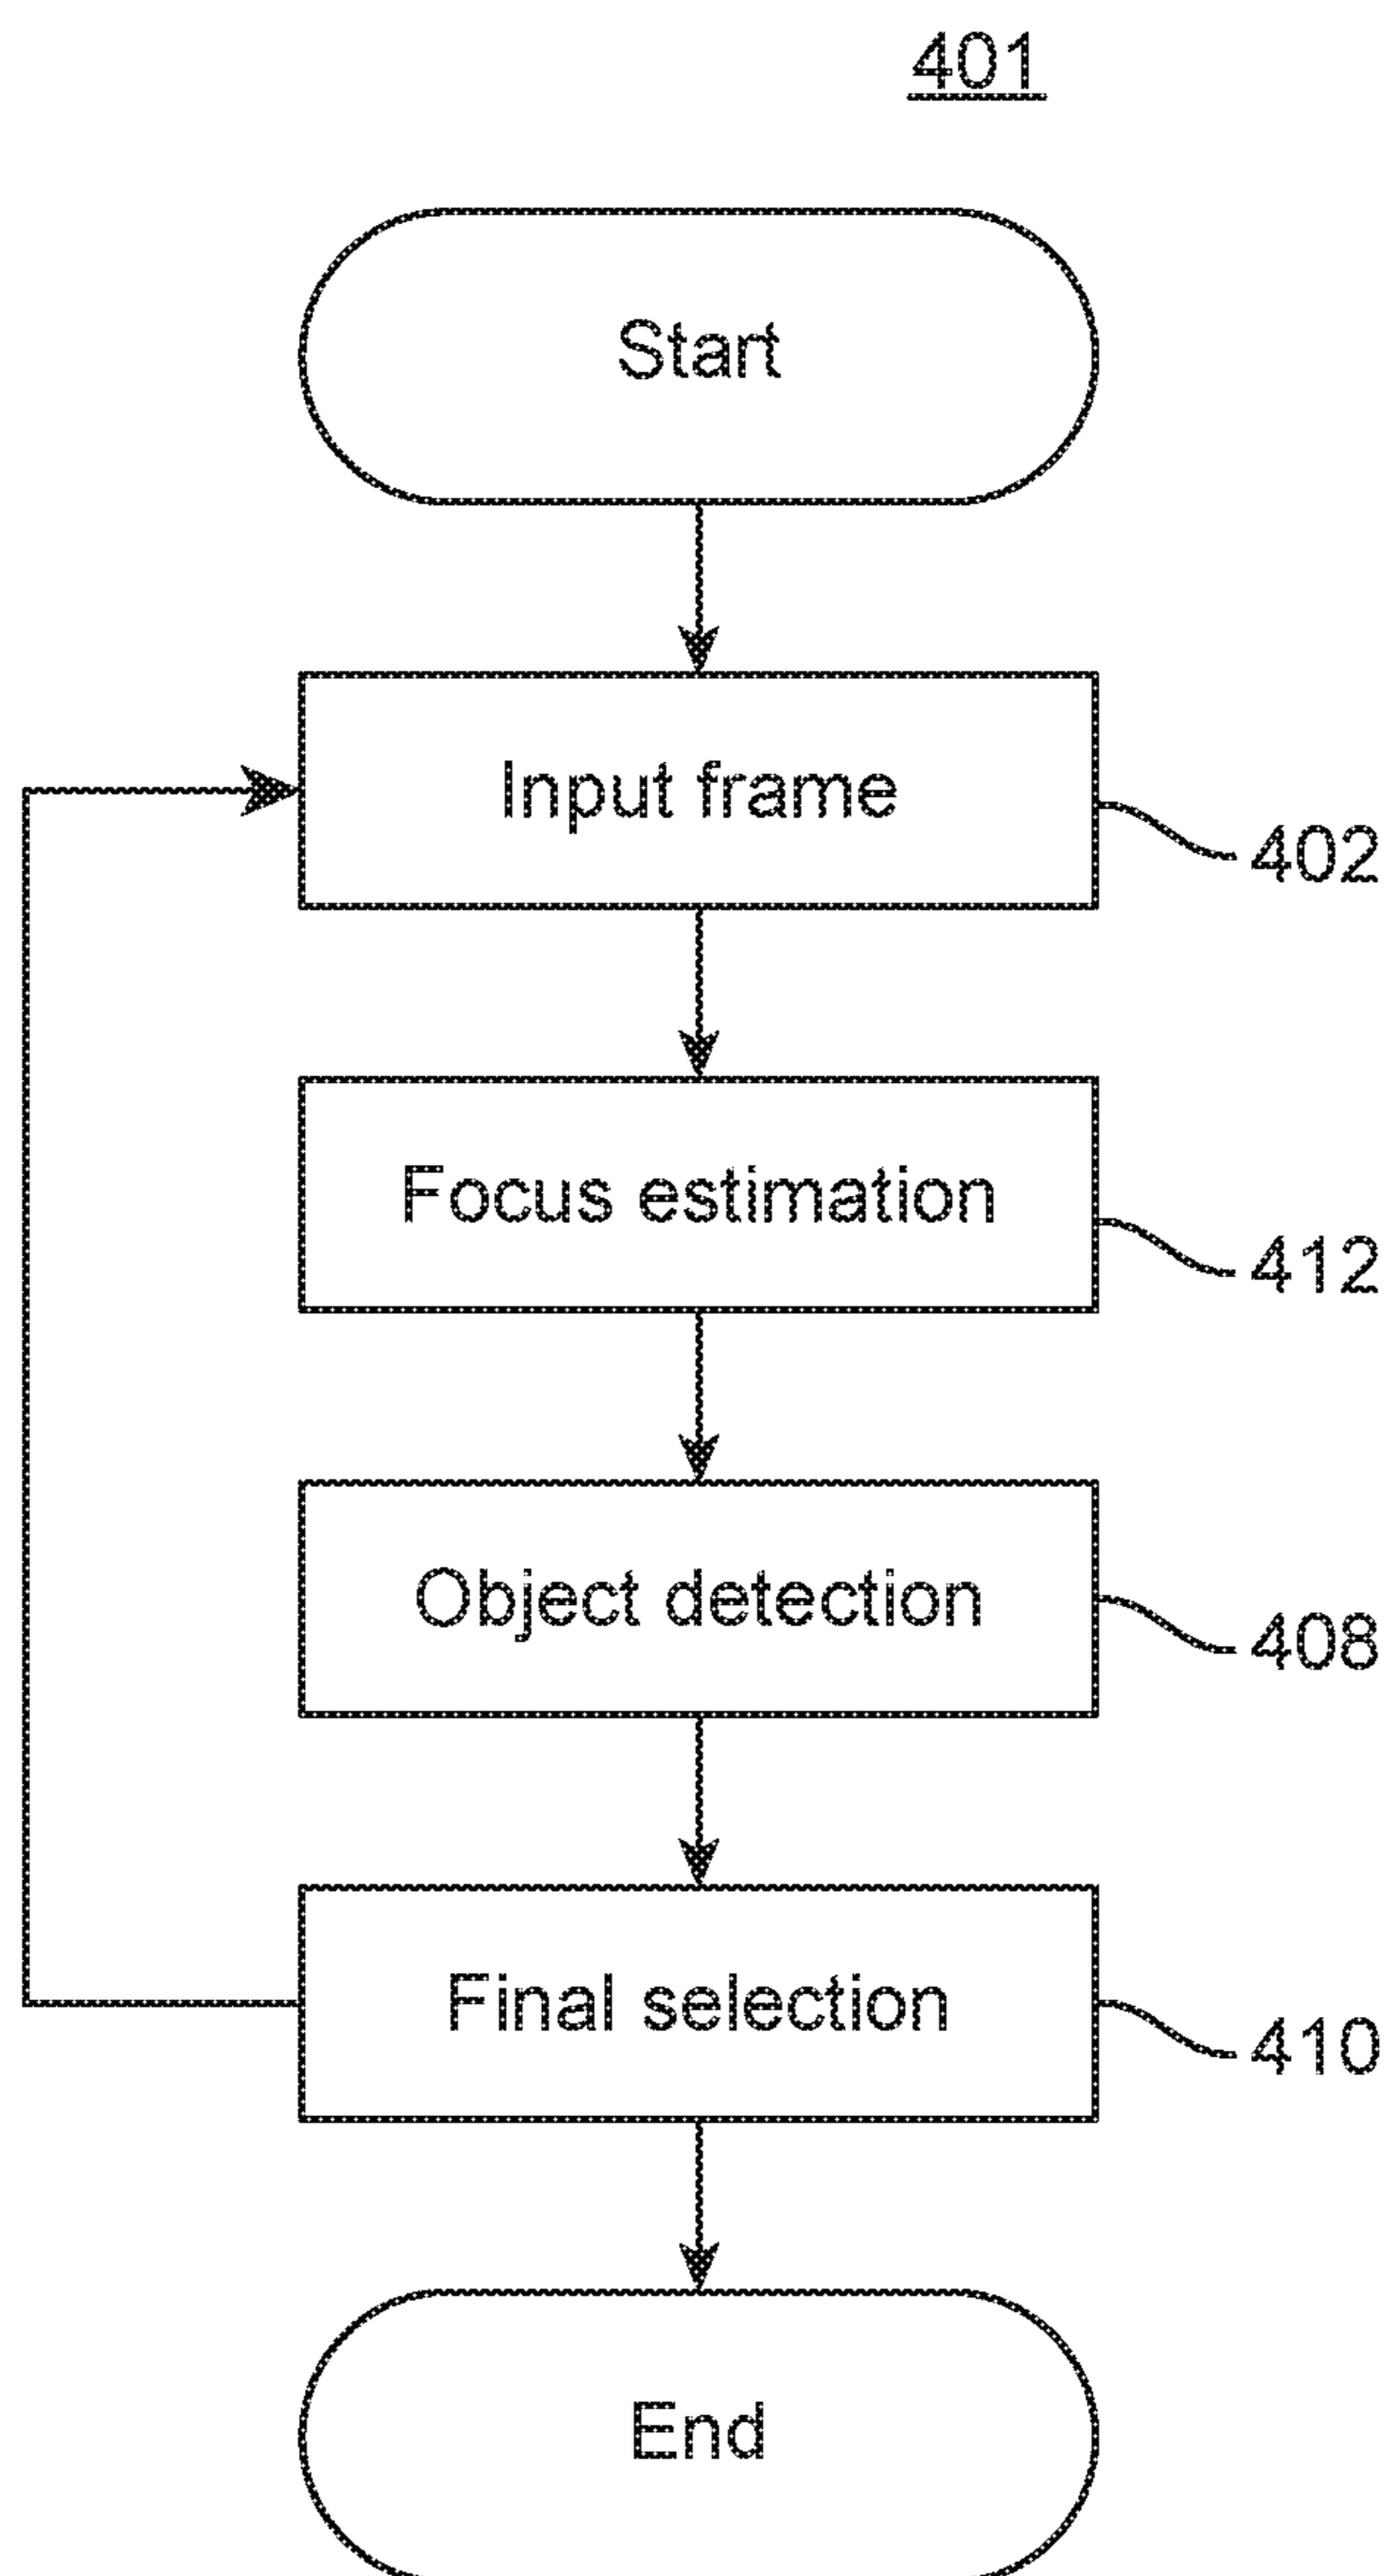 401
Start
Input frame
402
Focus estimation
412
Object detection
408
Final selection
410
End